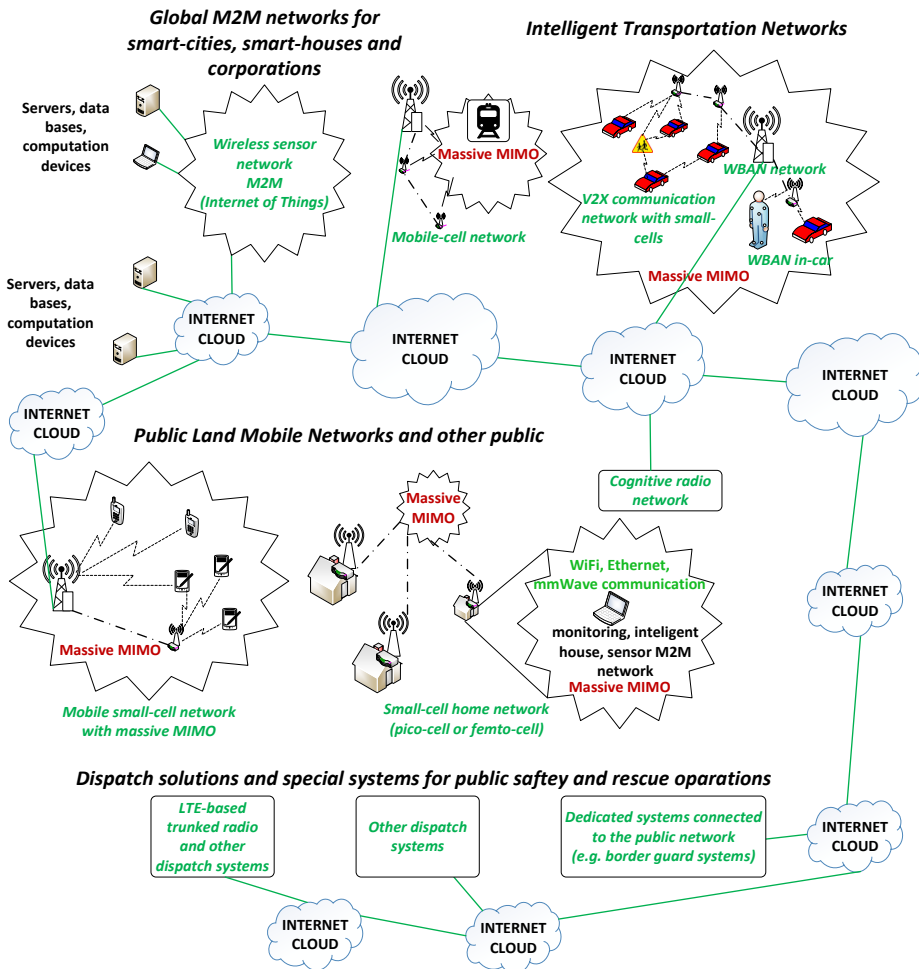 Global M2M networks for
smart-cities, smart-houses and
corporations
Intelligent Transportation Networks
Servers, data
bases,
computation
devices
Wireless sensor
network
M2M
(Internet of Things)
Massive MIMO
Mobile-cell network
WBAN network
V2X communication
network with small-
cells
WBAN in-car
Massive MIMO
Servers, data
bases,
computation
devices
INTERNET
CLOUD
INTERNET
CLOUD
INTERNET
CLOUD
INTERNET
CLOUD
INTERNET
CLOUD
Public Land Mobile Networks and other public
Cognitive radio
network
Massive
MIMO
WiFi, Ethernet,
mmWave communication
monitoring, inteligent
house, sensor M2M
network
Massive MIMO
INTERNET
CLOUD
Massive MIMO
Mobile small-cell network
with massive MIMO
Small-cell home network
(pico-cell or femto-cell)
Dispatch solutions and special systems for public saftey and rescue oparations
LTE-based
trunked radio
and other
dispatch systems
Other dispatch
systems
Dedicated systems connected
to the public network
(e.g. border guard systems)
INTERNET
CLOUD
INTERNET
CLOUD
INTERNET
CLOUD